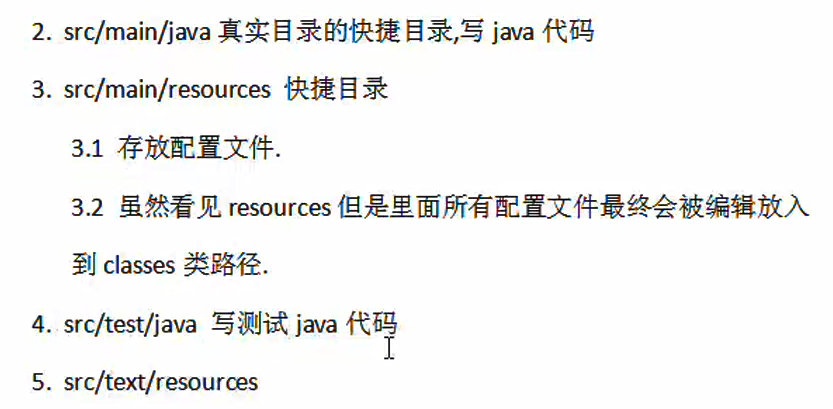 2. src/main/java 真实目录的快捷目录,写 java 代码
3. src/main/resources 快捷目录
3.1 存放配置文件.
3.2 虽然看见 resources 但是里面所有配置文件最终会被编辑放入
到 classes 类路径.
4. src/test/java 写测试 java 代码
5. src/text/resources